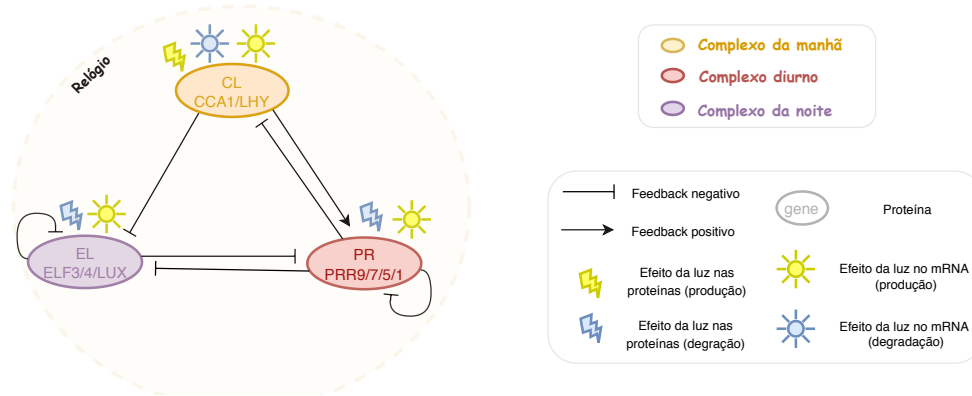 Relógio
CL
CCA1/LHY
EL
ELF3/4/LUX
PR
PRR9/7/5/1
Complexo da manhã
Complexo diurno
Complexo da noite
Feedback negativo
gene
Proteína
Feedback positivo
Efeito da luz nas
proteínas (produção)
Efeito da luz no mRNA
(produção)
Efeito da luz nas
proteínas (degração)
Efeito da luz no mRNA
(degradação)